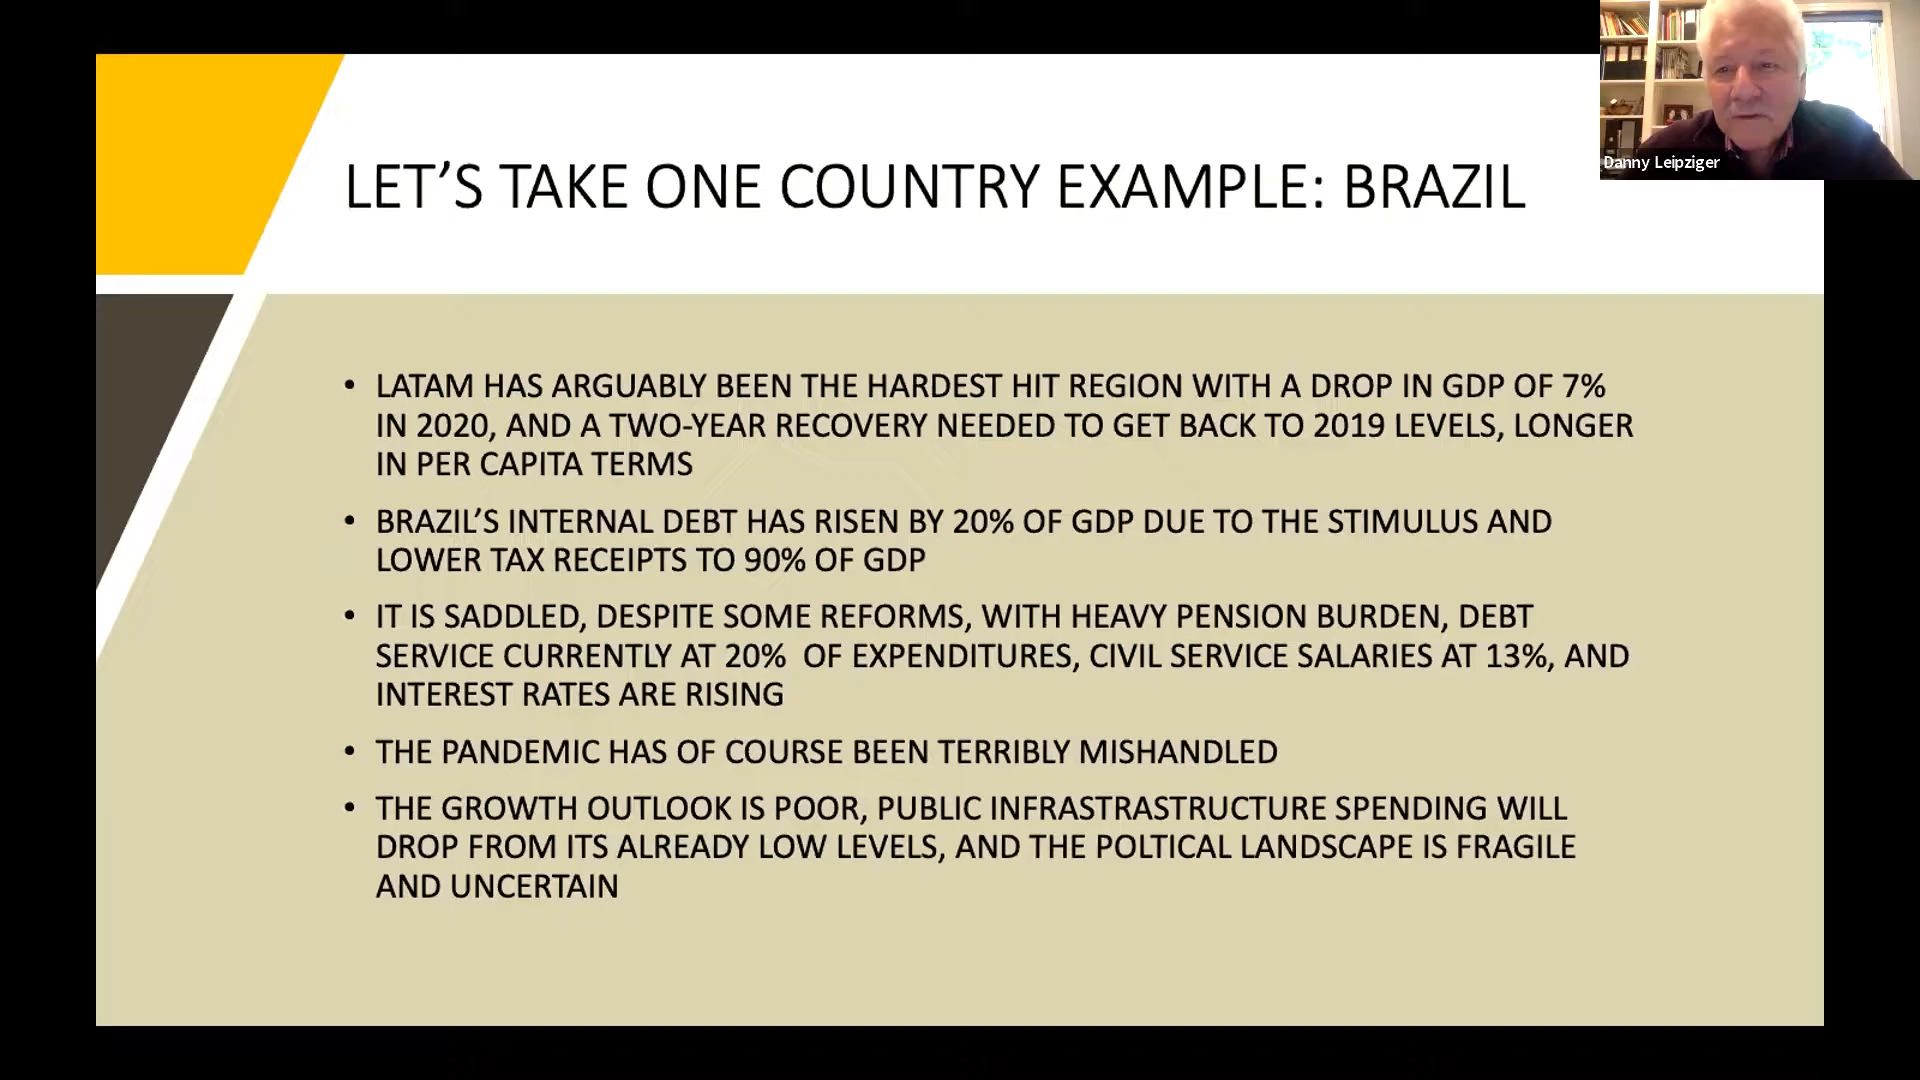 LET’S TAKE ONE COUNTRY EXAMPLE: BRAZIL
Danny Leipziger
• LATAM HAS ARGUABLY BEEN THE HARDEST HIT REGION WITH A DROP IN GDP OF 7%
IN 2020, AND A TWO-YEAR RECOVERY NEEDED TO GET BACK TO 2019 LEVELS, LONGER
IN PER CAPITA TERMS
• BRAZIL’S INTERNAL DEBT HAS RISEN BY 20% OF GDP DUE TO THE STIMULUS AND
LOWER TAX RECEIPTS TO 90% OF GDP
• IT IS SADDLED, DESPITE SOME REFORMS, WITH HEAVY PENSION BURDEN, DEBT
SERVICE CURRENTLY AT 20% OF EXPENDITURES, CIVIL SERVICE SALARIES AT 13%, AND
INTEREST RATES ARE RISING
• THE PANDEMIC HAS OF COURSE BEEN TERRIBLY MISHANDLED
• THE GROWTH OUTLOOK IS POOR, PUBLIC INFRASTRASTRUCTURE SPENDING WILL
DROP FROM ITS ALREADY LOW LEVELS, AND THE POLTICAL LANDSCAPE IS FRAGILE
AND UNCERTAIN